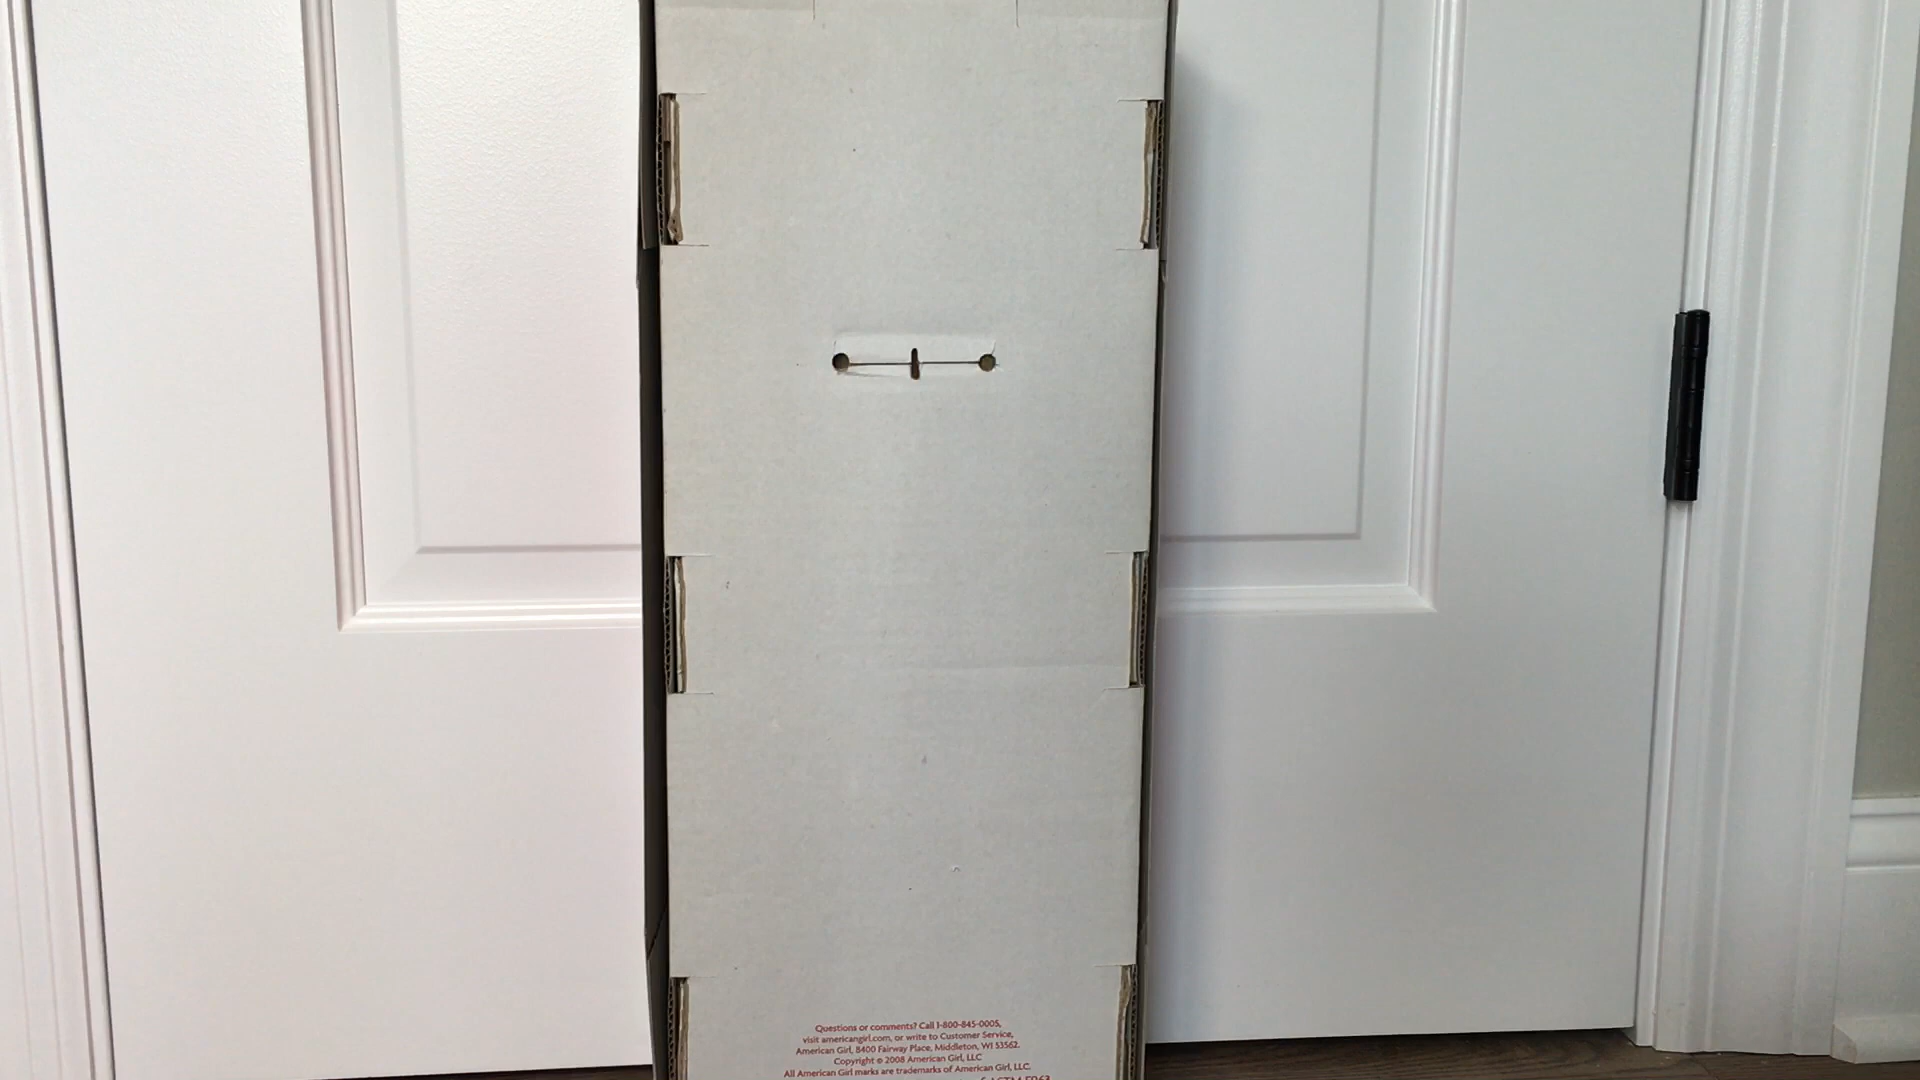 Questions or comments? Call 1-800-845-0005,
visit americangirl.com, or write to Customer Service,
American Girl, 8400 Fairway Place, Middleton, WI 53562.
Copyright © 2008 American Girl, LLC
All American Girl marks are trademarks of American Girl, LLC.